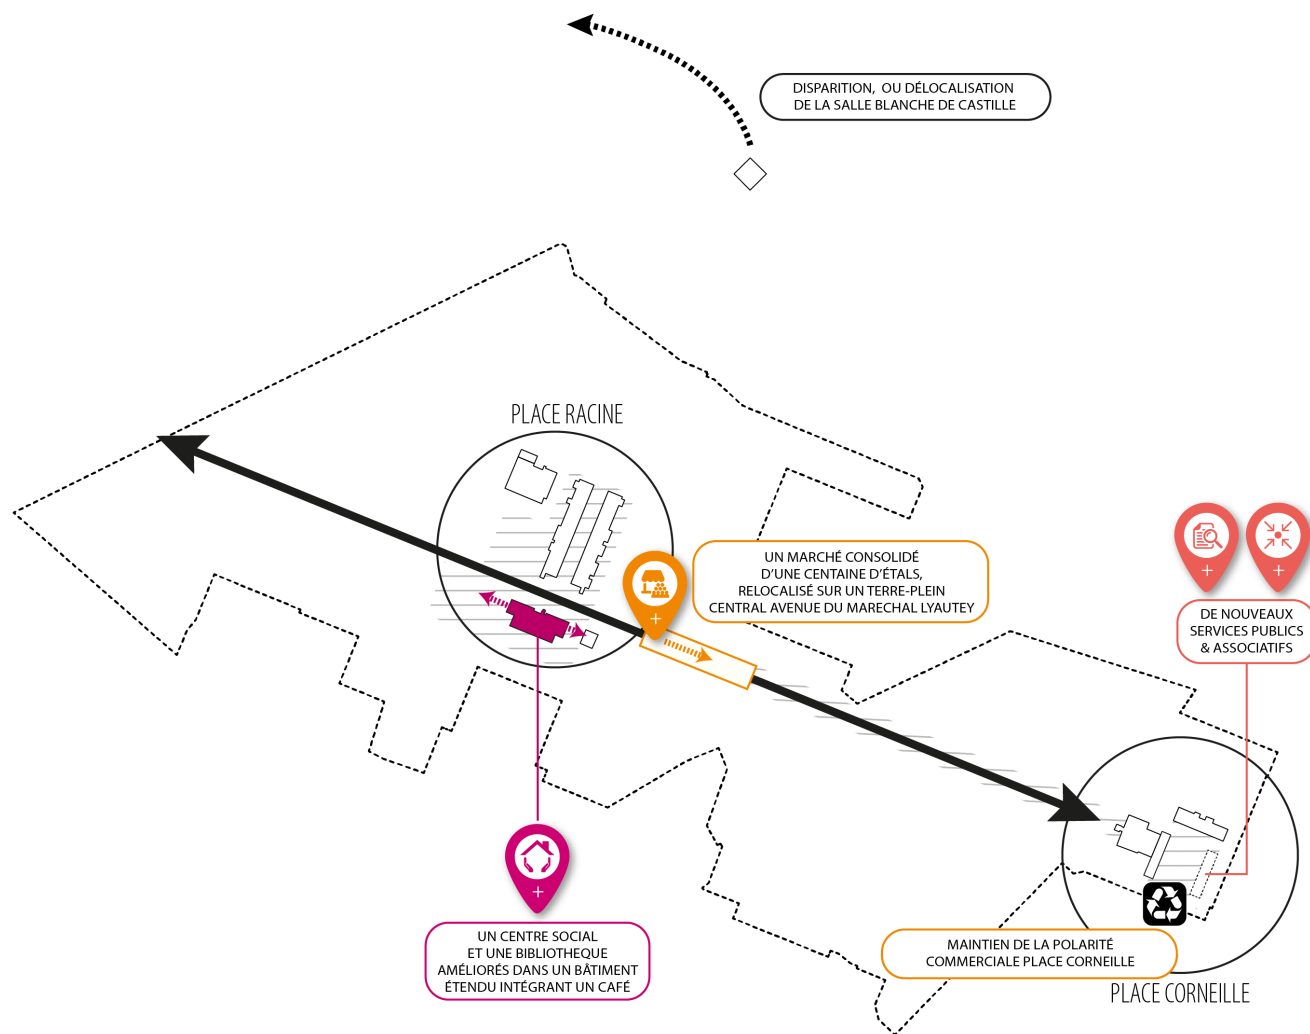 DISPARITION, OU DÉLOCALISATION
DE LA SALLE BLANCHE DE CASTILLE
PLACE RACINE
UN MARCHÉ CONSOLIDÉ
D'UNE CENTAINE D'ÉTALS,
RELOCALISÉ SUR UN TERRE-PLEIN
CENTRAL AVENUE DU MARECHAL LYAUTEY
DE NOUVEAUX
SERVICES PUBLICS
& ASSOCIATIFS
UN CENTRE SOCIAL
ET UNE BIBLIOTHEQUE
AMÉLIORÉS DANS UN BÂTIMENT
ÉTENDU INTÉGRANT UN CAFÉ
MAINTIEN DE LA POLARITÉ
COMMERCIALE PLACE CORNEILLE
PLACE CORNEILLE